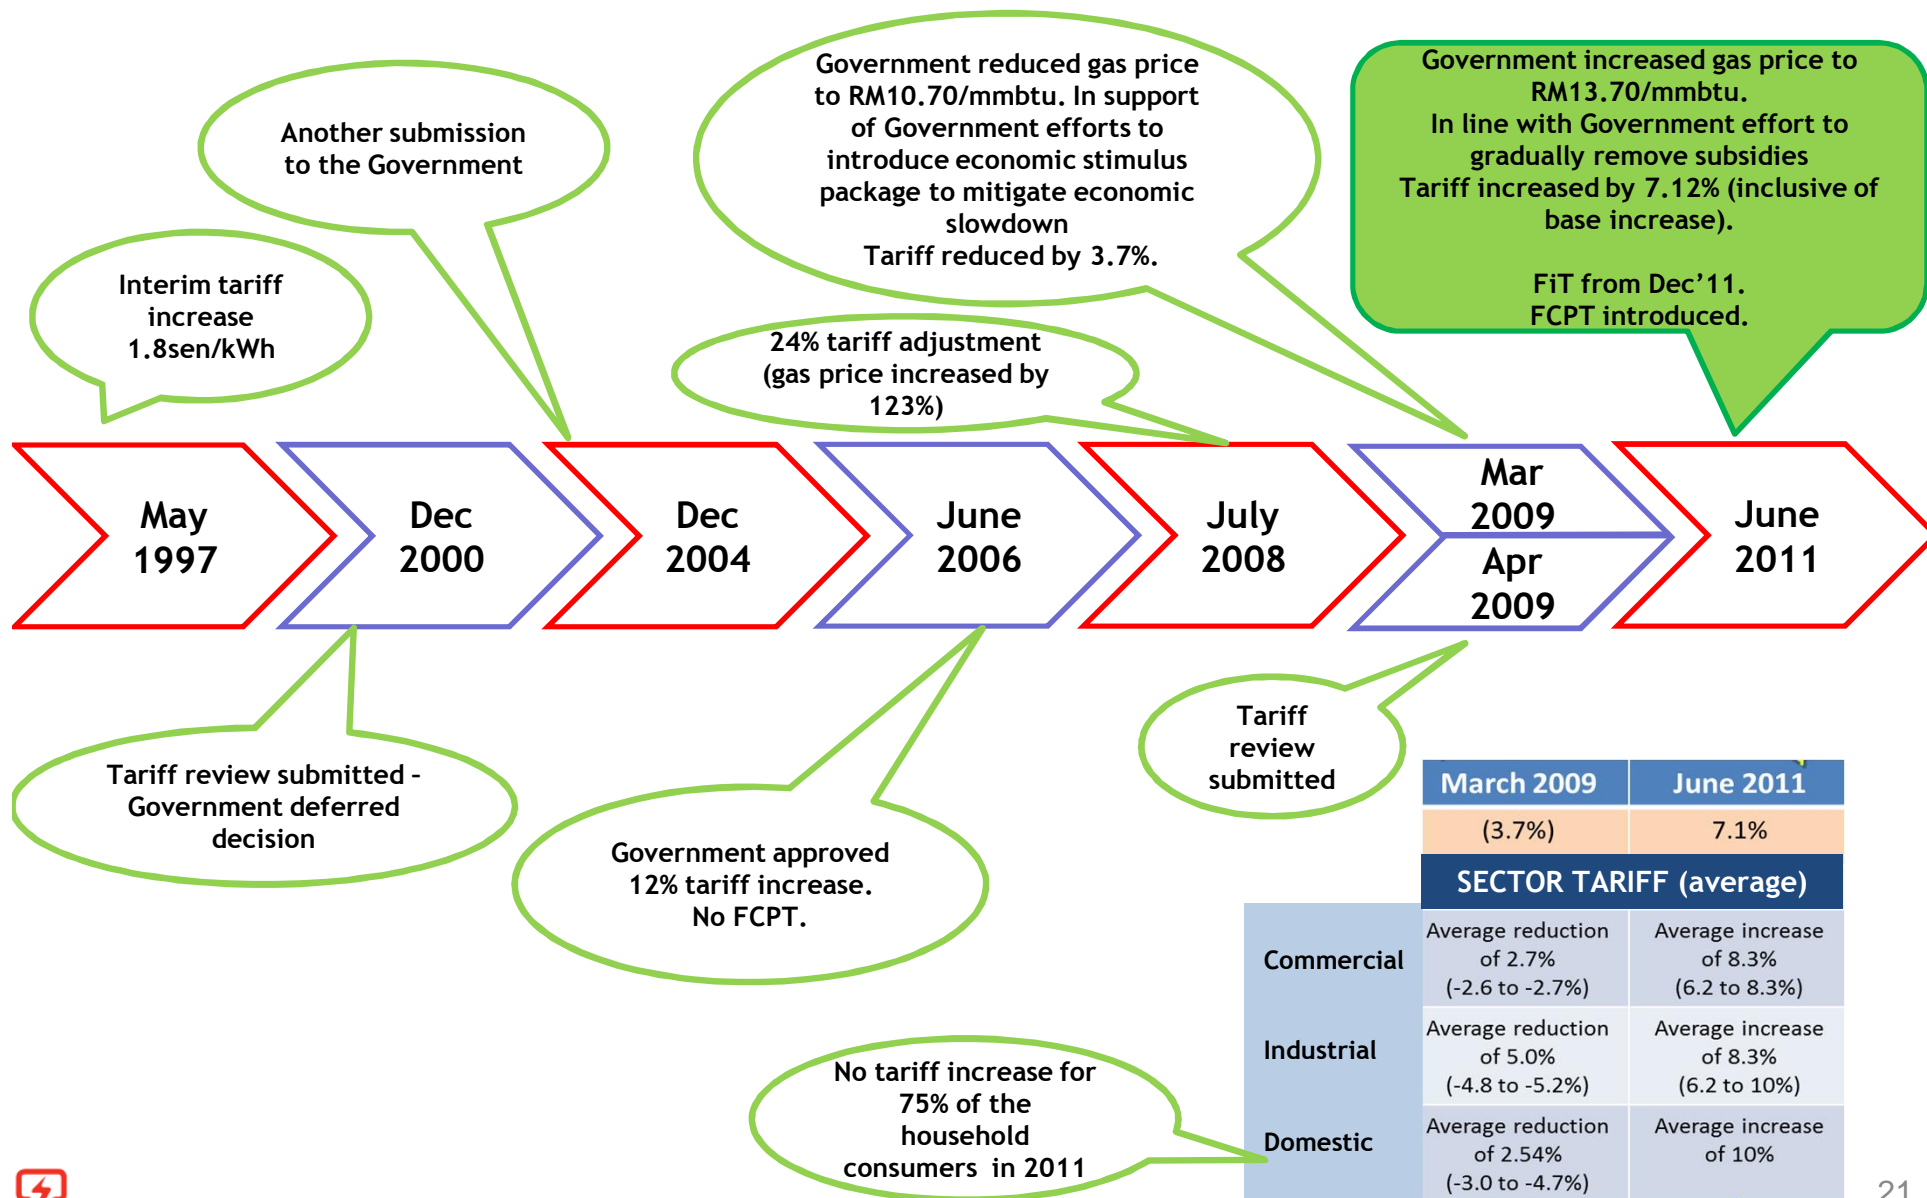 Government reduced gas price
to RM10.70/mmbtu. In support
of Government efforts to
introduce economic stimulus
package to mitigate economic
slowdown
Tariff reduced by 3.7%.
Government increased gas price to
RM13.70/mmbtu.
In line with Government effort to
gradually remove subsidies
Tariff increased by 7.12% (inclusive of
base increase).
FiT from Dec’11.
FCPT introduced.
Another submission
to the Government
Interim tariff
increase
1.8sen/kWh
24% tariff adjustment
(gas price increased by
123%)
May
1997
Dec
2000
Dec
2004
June
2006
July
2008
Mar
2009
Apr
2009
June
2011
Tariff review submitted –
Government deferred
decision
Government approved
12% tariff increase.
No FCPT.
Tariff
review
submitted
March 2009 June 2011
(3.7%) 7.1%
SECTOR TARIFF (average)
Commercial
Average reduction
of 2.7%
(-2.6 to -2.7%)
Average increase
of 8.3%
(6.2 to 8.3%)
Industrial
Average reduction
of 5.0%
(-4.8 to -5.2%)
Average increase
of 8.3%
(6.2 to 10%)
Domestic
Average reduction
of 2.54%
(-3.0 to -4.7%)
Average increase
of 10%
No tariff increase for
75% of the
household
consumers in 2011
21